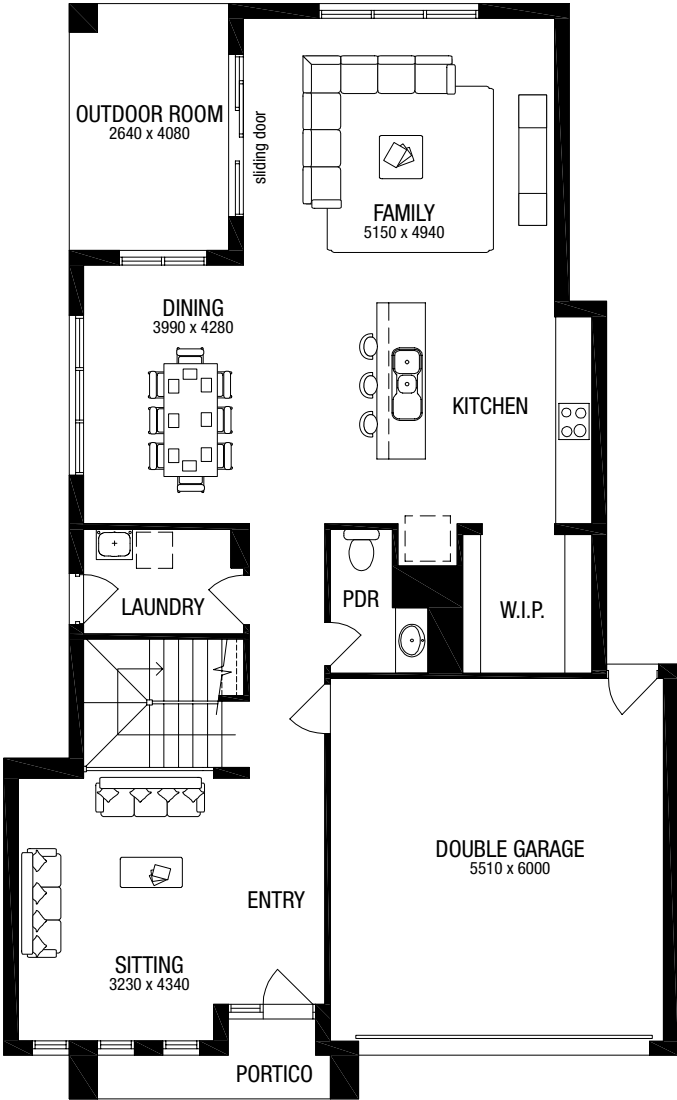 OUTDOOR ROOM
2640 x 4080
sliding door
FAMILY
5150 x 4940
DINING
3990 x 4280
KITCHEN
LAUNDRY
PDR
W.I.P.
DOUBLE GARAGE
5510 x 6000
ENTRY
SITTING
3230 x 4340
PORTICO